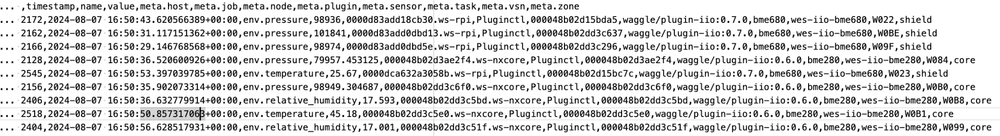 ... ,timestamp,name,value,meta.host,meta.job,meta.node,meta.plugin,meta.sensor,meta.task,meta.vsn,meta.zone
... 2172,2024-08-07 16:50:43.620566389+00:00,env.pressure,98936,0000d83add18cb30.ws-rpi,Pluginctl,000048b02d15bda5,waggle/plugin-iio:0.7.0,bme680,wes-iio-bme680,W022,shield
... 2162,2024-08-07 16:50:31.117151362+00:00,env.pressure,101841,0000d83add0dbd13.ws-rpi,Pluginctl,000048b02dd3c637,waggle/plugin-iio:0.7.0,bme680,wes-iio-bme680,W0BE,shield
... 2166,2024-08-07 16:50:29.146768568+00:00,env.pressure,98974,0000d83add0dbd5e.ws-rpi,Pluginctl,000048b02dd3c296,waggle/plugin-iio:0.7.0,bme680,wes-iio-bme680,W09F,shield
... 2128,2024-08-07 16:50:36.520600926+00:00,env.pressure,79957.453125,000048b02d3ae2f4.ws-nxcore,Pluginctl,000048b02d3ae2f4,waggle/plugin-iio:0.6.0,bme280,wes-iio-bme280,W084,core
... 2545,2024-08-07 16:50:53.397039785+00:00,env.temperature,25.67,0000dca632a3058b.ws-rpi,Pluginctl,000048b02d15bc7c,waggle/plugin-iio:0.7.0,bme680,wes-iio-bme680,W023,shield
... 2156,2024-08-07 16:50:35.902073314+00:00,env.pressure,98949.304687,000048b02dd3c6f0.ws-nxcore,Pluginctl,000048b02dd3c6f0,waggle/plugin-iio:0.6.0,bme280,wes-iio-bme280,W0B0,core
... 2406,2024-08-07 16:50:36.632779914+00:00,env.relative_humidity,17.593,000048b02dd3c5bd.ws-nxcore,Pluginctl,000048b02dd3c5bd,waggle/plugin-iio:0.6.0,bme280,wes-iio-bme280,W0B8,core
... 2518,2024-08-07 16:50:50.857317063+00:00,env.temperature,45.18,000048b02dd3c5e0.ws-nxcore,Pluginctl,000048b02dd3c5e0,waggle/plugin-iio:0.6.0,bme280,wes-iio-bme280,W0B1,core
... 2404,2024-08-07 16:50:56.628517931+00:00,env.relative_humidity,17.001,000048b02dd3c51f.ws-nxcore,Pluginctl,000048b02dd3c51f,waggle/plugin-iio:0.6.0,bme280,wes-iio-bme280,W099,core